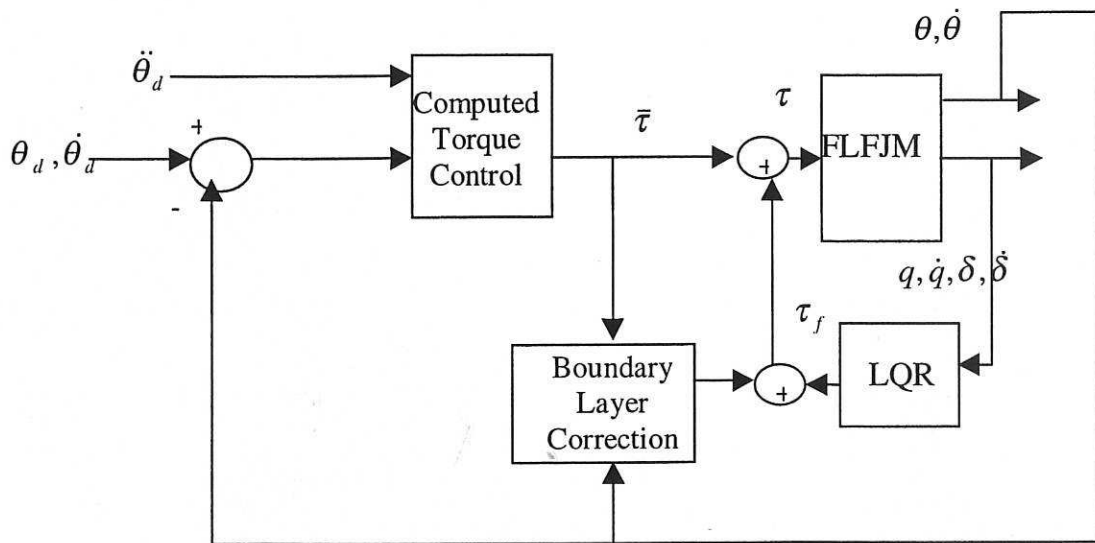 θ, θ̇
θ̈_d
Computed
Torque
Control
τ̄
τ
FLFJM
+
θ_d, θ̇_d
-
+
q, q̇, δ, δ̇
τ_f
Boundary
Layer
Correction
+
LQR